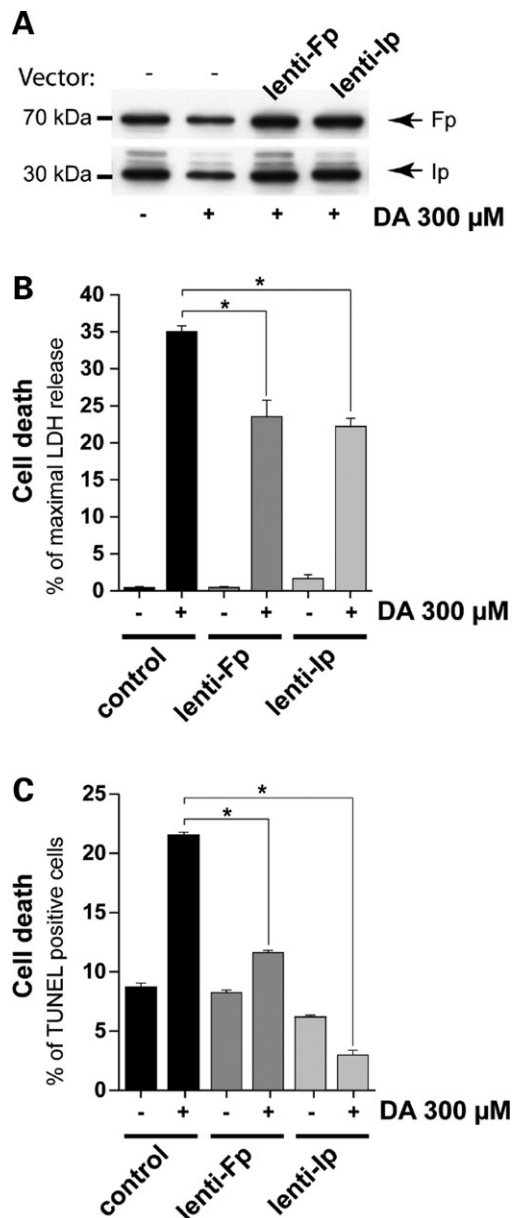 A
Vector: - - lenti-Fp lenti-Ip
70 kDa Fp
30 kDa Ip
- + + + DA 300 µM
B
Cell death
% of maximal LDH release
40
35
30
25
20
15
10
5
0
* *
- + - + - + DA 300 µM
control lenti-Fp lenti-Ip
C
Cell death
% of TUNEL positive cells
25
20
15
10
5
0
* *
- + - + - + DA 300 µM
control lenti-Fp lenti-Ip